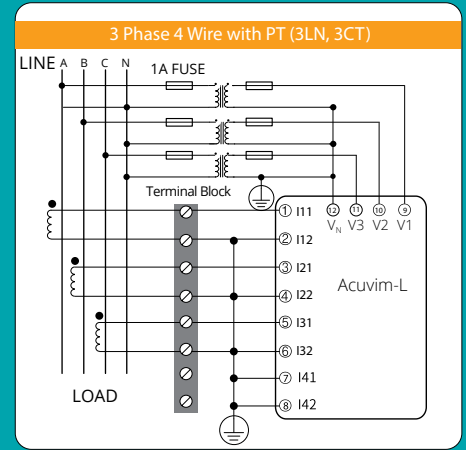 3 Phase 4 Wire with PT (3LN, 3CT)
LINE A B C N
1A FUSE
Terminal Block
12 11 10 9
VN V3 V2 V1
1 I11
2 I12
3 I21
4 I22
5 I31
6 I32
7 I41
8 I42
Acuvim-L
LOAD